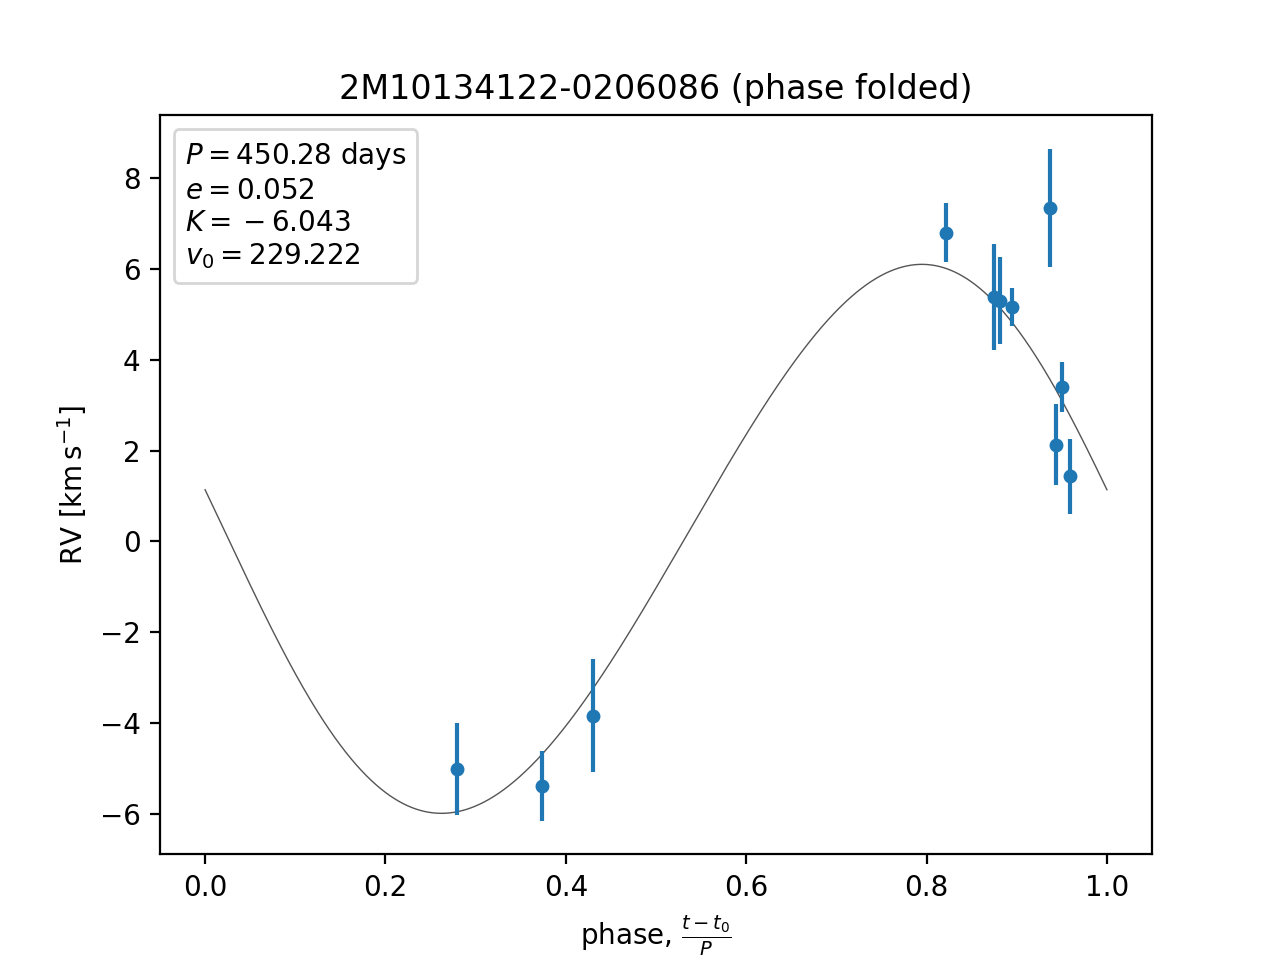 2M10134122-0206086 (phase folded)
P = 450.28 days
e = 0.052
K = −6.043
v₀ = 229.222
8
6
4
2
0
−2
−4
−6
RV [km s⁻¹]
0.0 0.2 0.4 0.6 0.8 1.0
phase, (t − t₀)/P